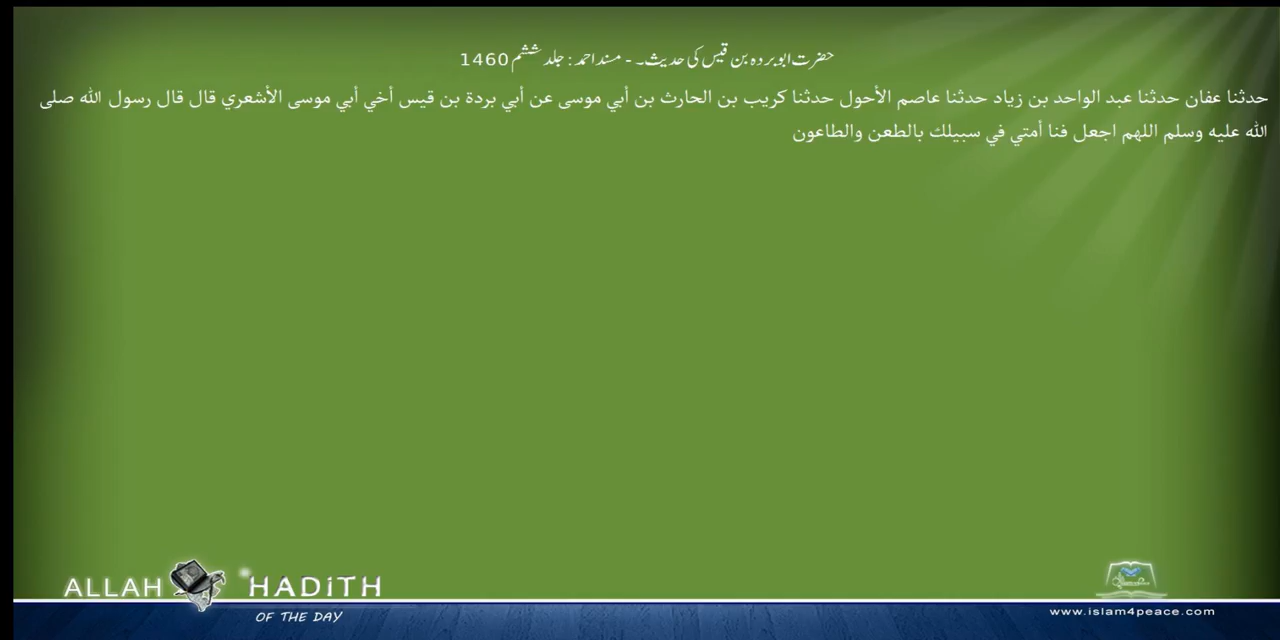 حضرت ابوبردہ بن قیس کی حدیث۔ - مسند احمد : جلد ششم 1460
حدثنا عفان حدثنا عبد الواحد بن زياد حدثنا عاصم الأحول حدثنا كريب بن الحارث بن أبي موسى عن أبي بردة بن قيس أخي أبي موسى الأشعري قال قال رسول الله صلى
الله عليه وسلم اللهم اجعل فنا أمتي في سبيلك بالطعن والطاعون
ALLAH HADiTH
OF THE DAY
www.islam4peace.com